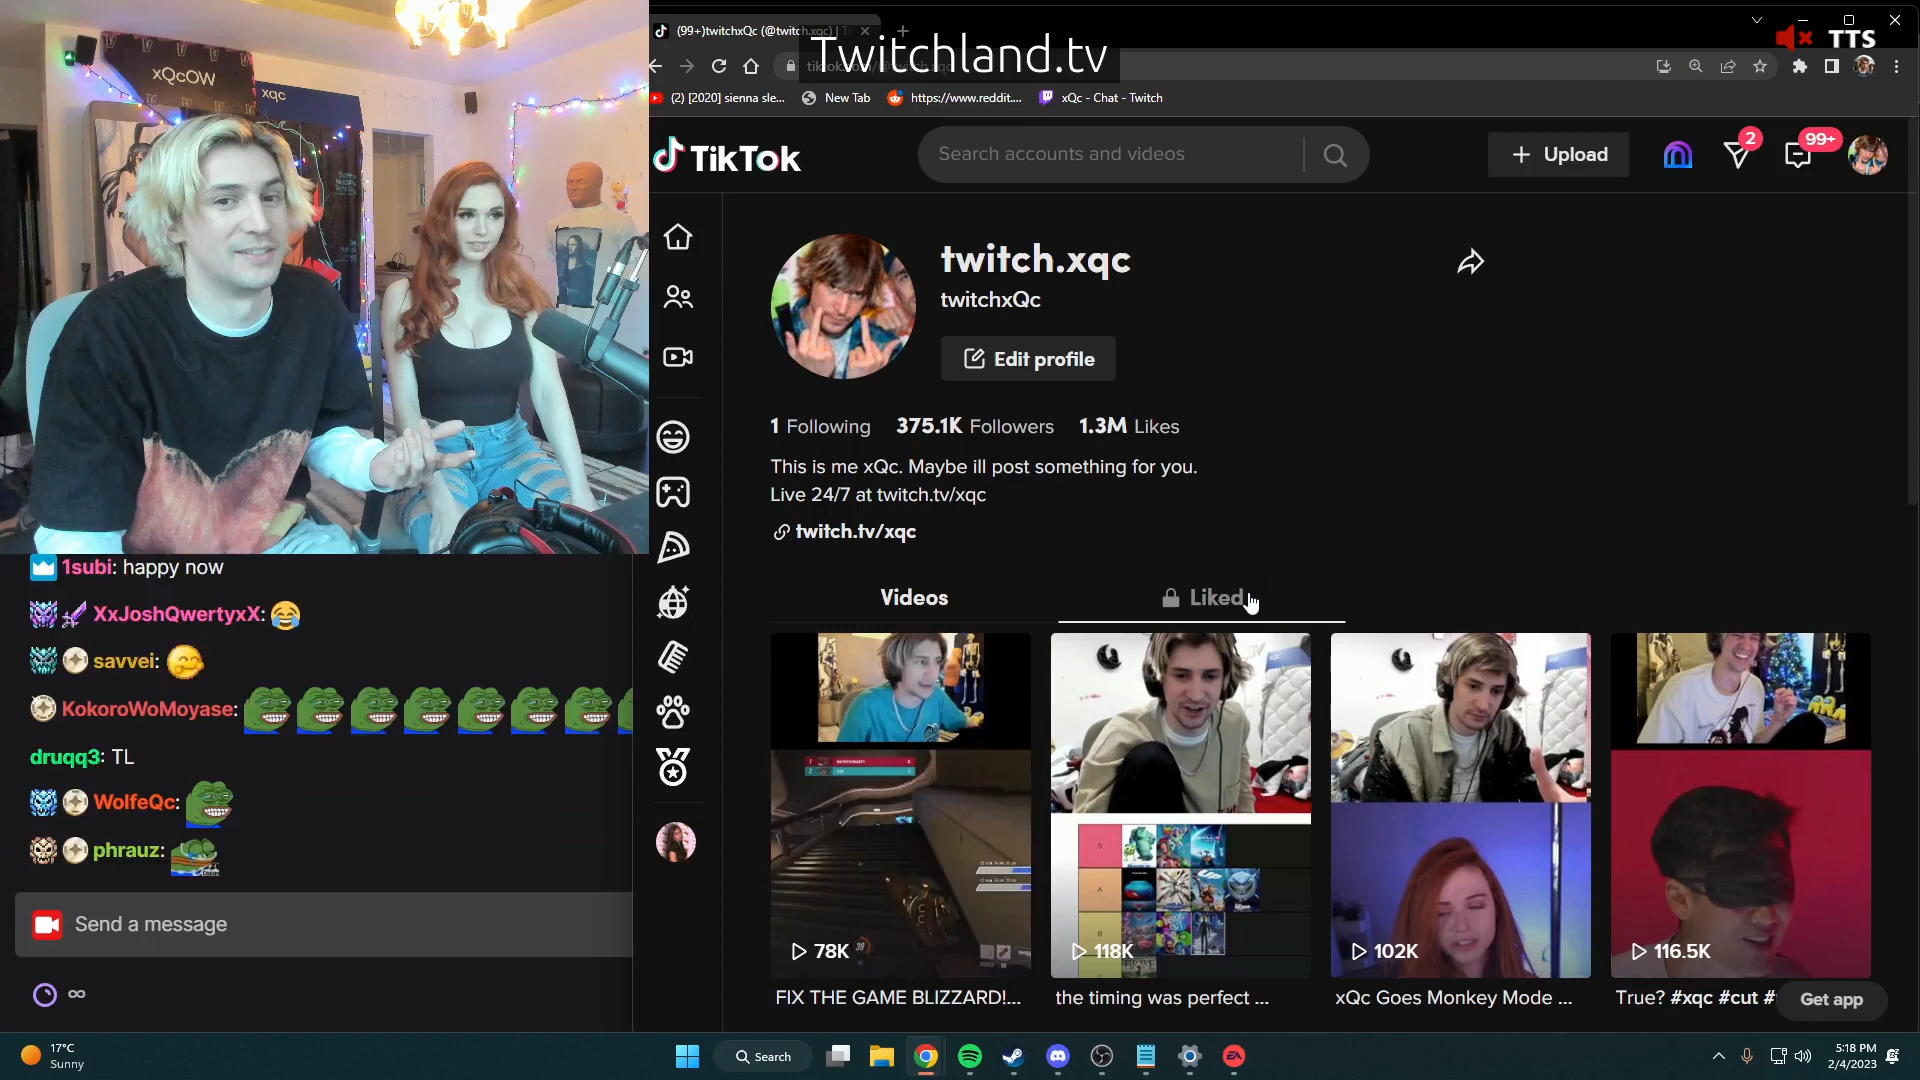 xQcOW
xqc
(99+)twitchxQc (@twitch.xqc) | T
Twitchland.tv
TTS
(2) [2020] sienna sle...
New Tab
https://www.reddit....
xQc - Chat - Twitch
TikTok
Search accounts and videos
Upload
2
99+
twitch.xqc
twitchxQc
Edit profile
1 Following 375.1K Followers 1.3M Likes
This is me xQc. Maybe ill post something for you.
Live 24/7 at twitch.tv/xqc
twitch.tv/xqc
Videos
Liked
1subi: happy now
XxJoshQwertyxX:
savvei:
KokoroWoMoyase:
druqq3: TL
WolfeQc:
phrauz:
Send a message
S
A
B
39
78K
118K
102K
116.5K
FIX THE GAME BLIZZARD!...
the timing was perfect ...
xQc Goes Monkey Mode ...
True? #xqc #cut #
Get app
17°C
Sunny
Search
5:18 PM
2/4/2023